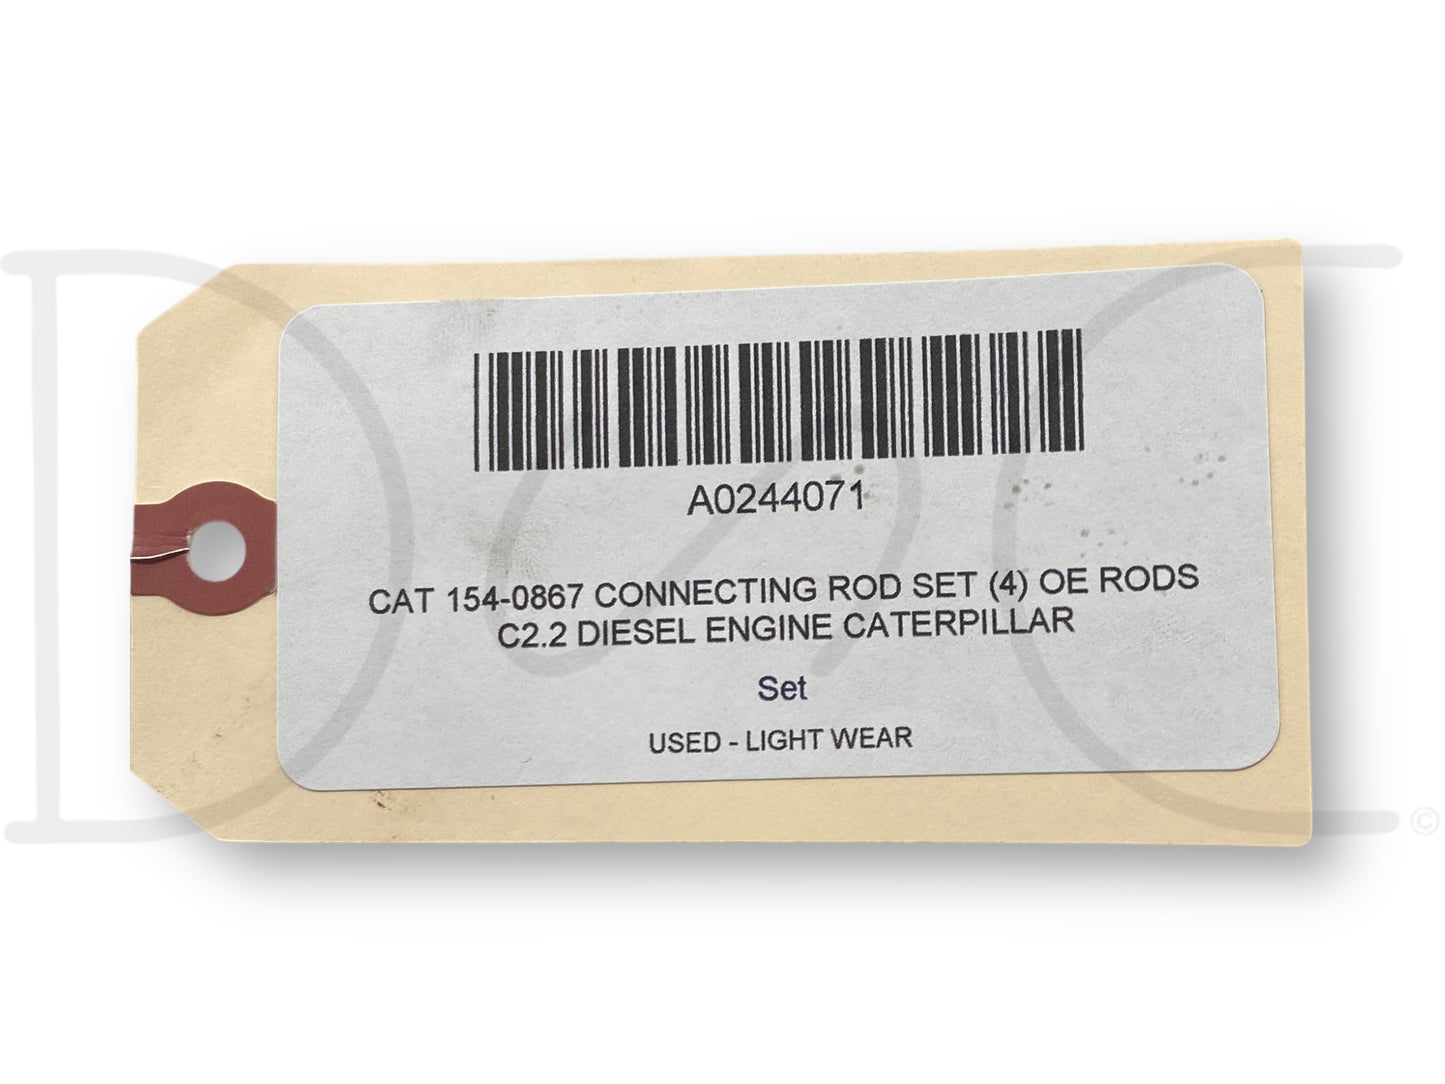 A0244071
CAT 154-0867 CONNECTING ROD SET (4) OE RODS
C2.2 DIESEL ENGINE CATERPILLAR
Set
USED - LIGHT WEAR
©